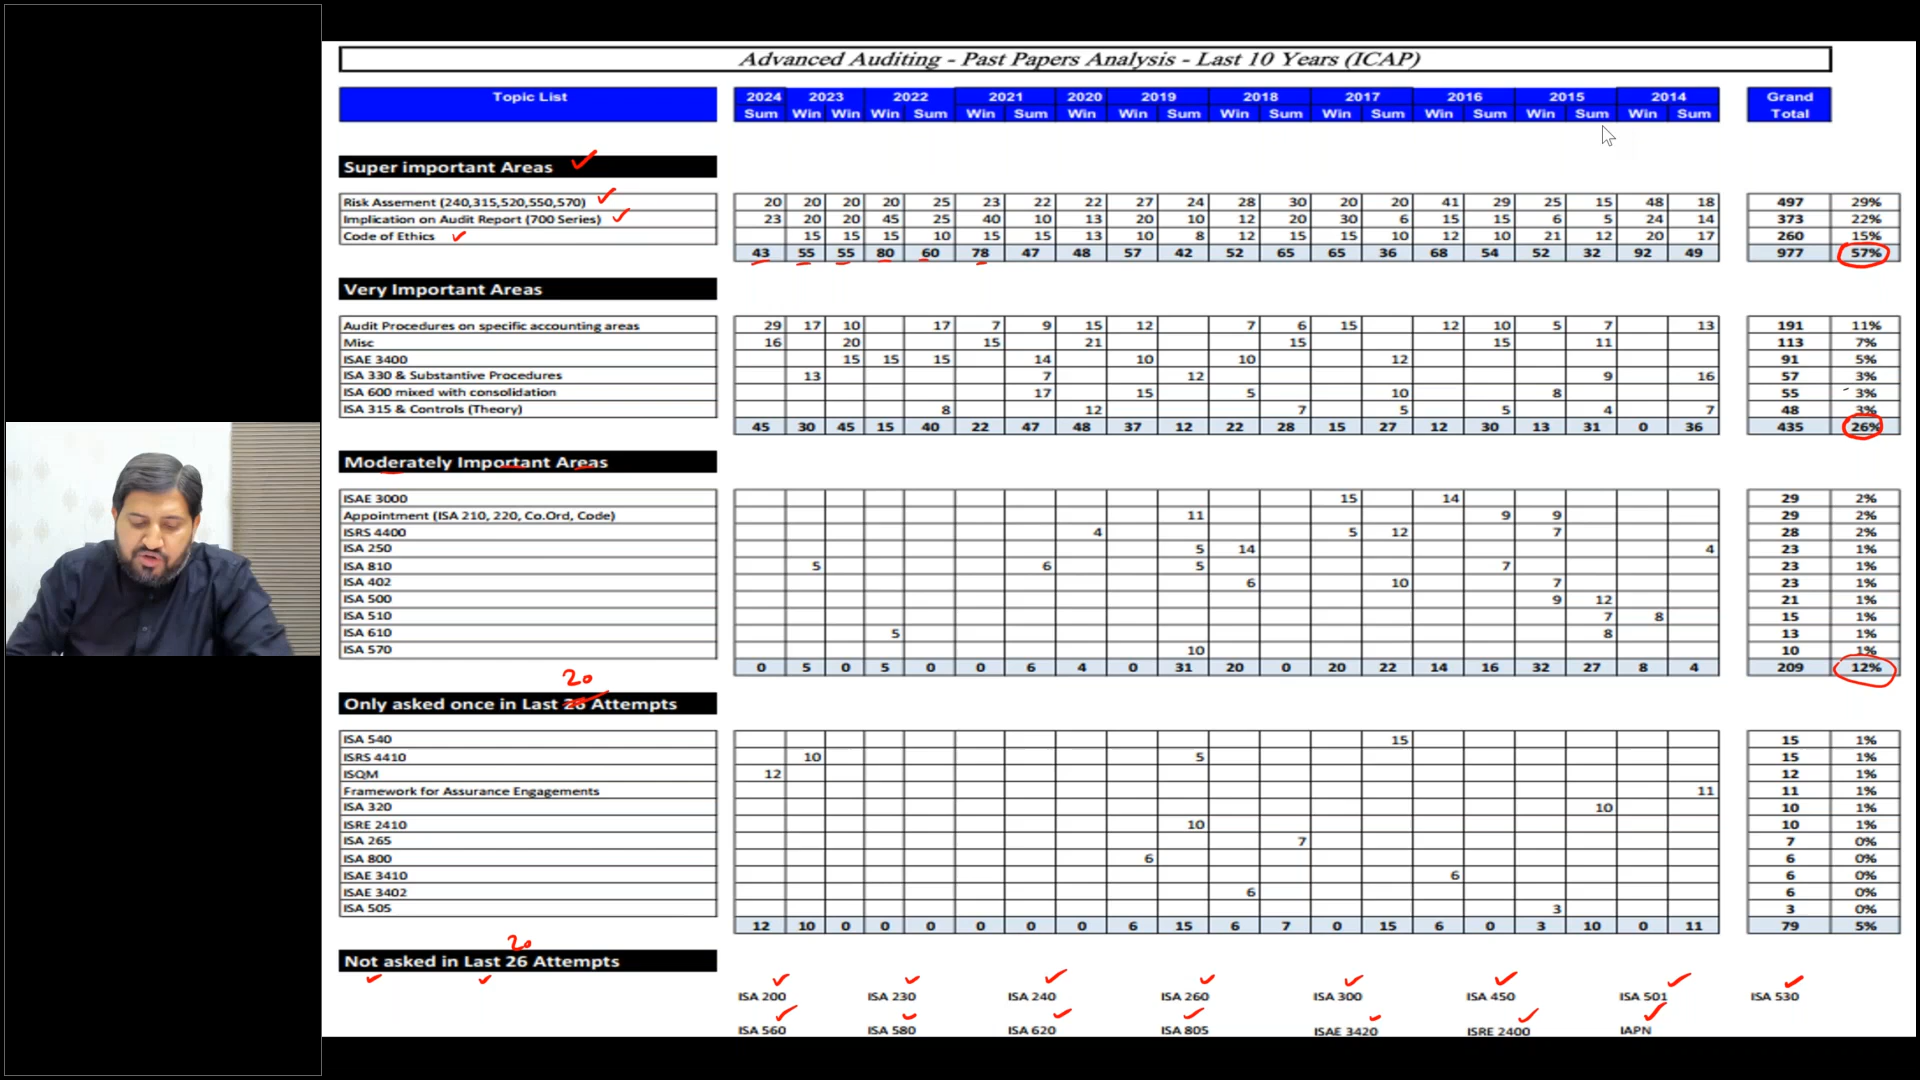 Advanced Auditing - Past Papers Analysis - Last 10 Years (ICAP)
Topic List 2024 2023 2022 2021 2020 2019 2018 2017 2016 2015 2014 Grand
Sum Win Win Win Sum Win Sum Win Win Sum Win Sum Win Sum Win Sum Win Sum Win Sum Total
Super important Areas
Risk Assement (240,315,520,550,570) 20 20 20 20 25 23 22 22 27 24 28 30 20 20 41 29 25 15 48 18 497 29%
Implication on Audit Report (700 Series) 23 20 20 45 25 40 10 13 20 10 12 20 30 6 15 15 6 5 24 14 373 22%
Code of Ethics 15 15 15 10 15 15 13 10 8 12 15 15 10 12 10 21 12 20 17 260 15%
43 55 55 80 60 78 47 48 57 42 52 65 65 36 68 54 52 32 92 49 977 57%
Very Important Areas
Audit Procedures on specific accounting areas 29 17 10 17 7 9 15 12 7 6 15 12 10 5 7 13 191 11%
Misc 16 20 15 21 15 15 11 113 7%
ISAE 3400 15 15 15 14 10 10 12 91 5%
ISA 330 & Substantive Procedures 13 7 12 9 16 57 3%
ISA 600 mixed with consolidation 17 15 5 10 8 55 3%
ISA 315 & Controls (Theory) 8 12 7 5 5 4 7 48 3%
45 30 45 15 40 22 47 48 37 12 22 28 15 27 12 30 13 31 0 36 435 26%
Moderately Important Areas
ISAE 3000 15 14 29 2%
Appointment (ISA 210, 220, Co.Ord, Code) 11 9 9 29 2%
ISRS 4400 4 5 12 7 28 2%
ISA 250 5 14 4 23 1%
ISA 810 5 6 5 7 23 1%
ISA 402 6 10 7 23 1%
ISA 500 9 12 21 1%
ISA 510 7 8 15 1%
ISA 610 5 8 13 1%
ISA 570 10 10 1%
0 5 0 5 0 0 6 4 0 31 20 0 20 22 14 16 32 27 8 4 209 12%
20
Only asked once in Last 26 Attempts
ISA 540 15 15 1%
ISRS 4410 10 5 15 1%
ISQM 12 12 1%
Framework for Assurance Engagements 11 11 1%
ISA 320 10 10 1%
ISRE 2410 10 10 1%
ISA 265 7 7 0%
ISA 800 6 6 0%
ISAE 3410 6 6 0%
ISAE 3402 6 6 0%
ISA 505 3 3 0%
12 10 0 0 0 0 0 0 6 15 6 7 0 15 6 0 3 10 0 11 79 5%
20
Not asked in Last 26 Attempts
ISA 200 ISA 230 ISA 240 ISA 260 ISA 300 ISA 450 ISA 501 ISA 530
ISA 560 ISA 580 ISA 620 ISA 805 ISAE 3420 ISRE 2400 IAPN